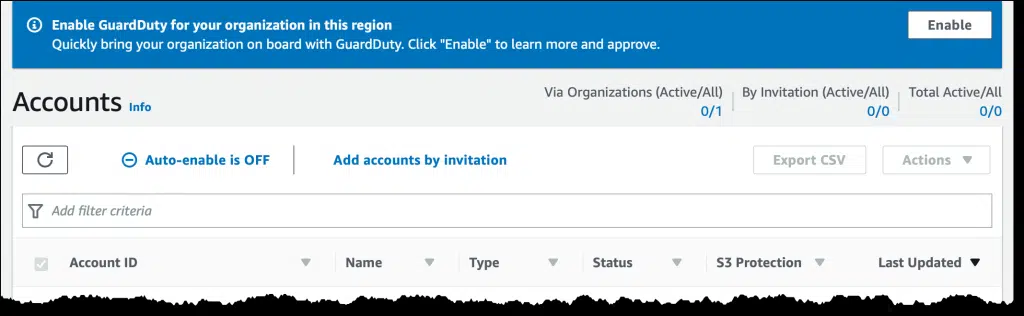 Enable GuardDuty for your organization in this region
Enable
Quickly bring your organization on board with GuardDuty. Click "Enable" to learn more and approve.
Accounts Info
Via Organizations (Active/All) By Invitation (Active/All) Total Active/All
0/1 0/0 0/0
Auto-enable is OFF Add accounts by invitation Export CSV Actions
Add filter criteria
Account ID Name Type Status S3 Protection Last Updated